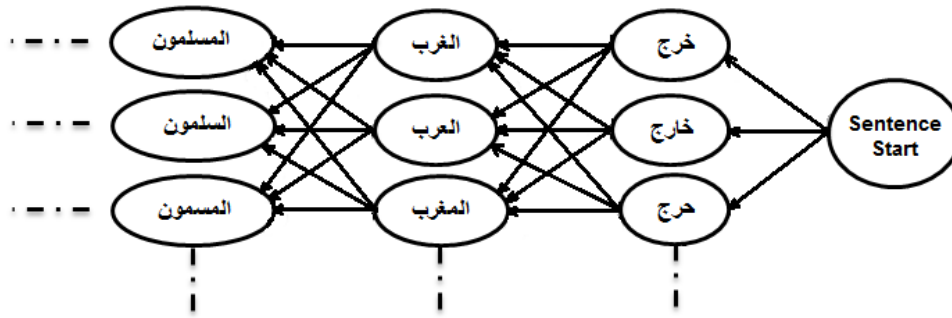 خرج الغرب المسلمون
Sentence
Start
خارج العرب السلمون
حرج المغرب المسمون